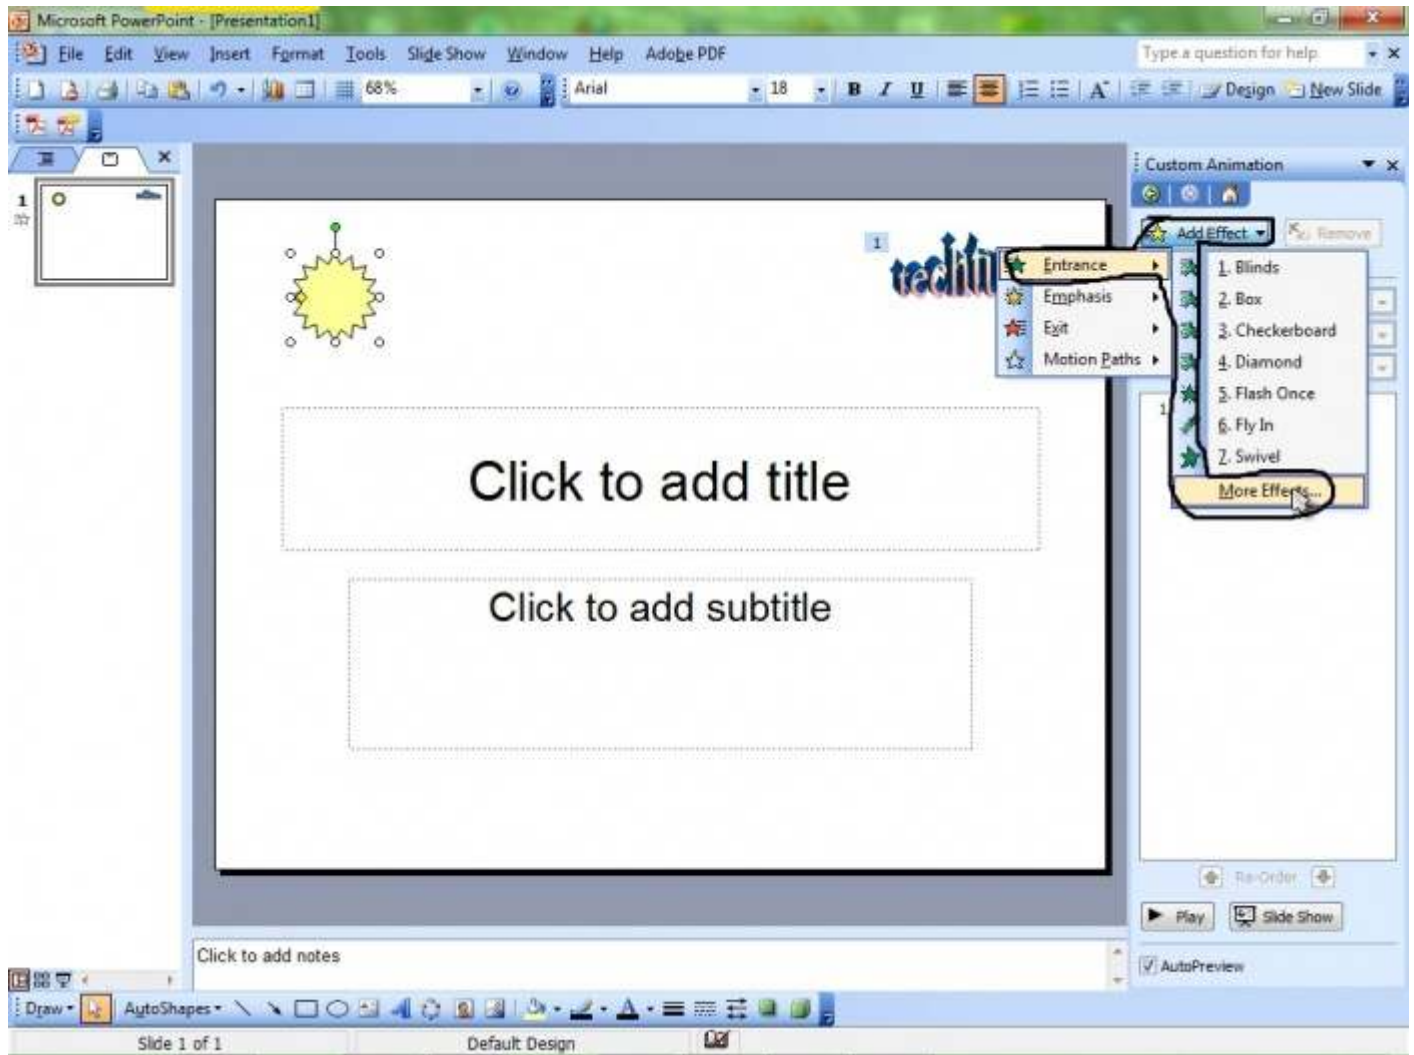 Microsoft PowerPoint - [Presentation1]
File Edit View Insert Format Tools Slide Show Window Help Adobe PDF Type a question for help
68% Arial 18 B I U A Design New Slide
Custom Animation
1
Add Effect Remove
1
Entrance
Emphasis
Exit
Motion Paths
1. Blinds
2. Box
3. Checkerboard
4. Diamond
5. Flash Once
6. Fly In
7. Swivel
More Effects...
1
Click to add title
Click to add subtitle
Re-Order
Play Slide Show
Click to add notes
AutoPreview
Draw AutoShapes A
Slide 1 of 1 Default Design